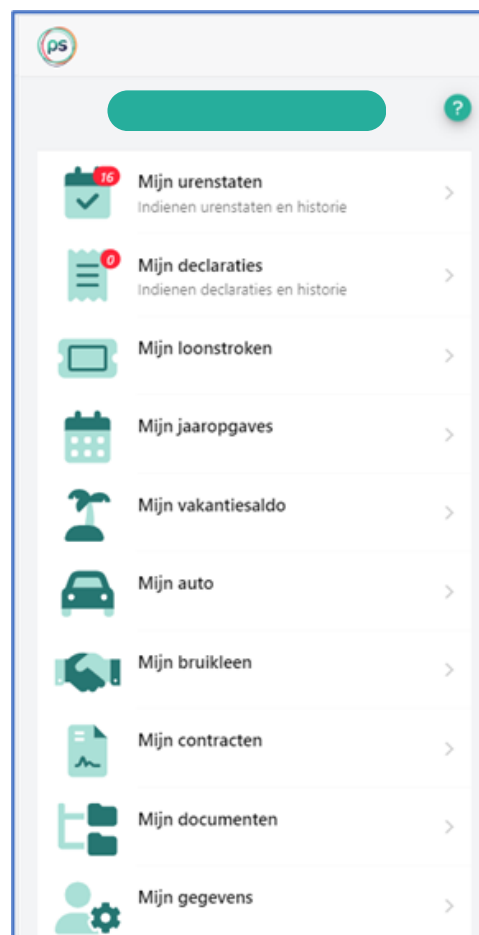 ps
?
16
Mijn urenstaten
Indienen urenstaten en historie
0
Mijn declaraties
Indienen declaraties en historie
Mijn loonstroken
Mijn jaaropgaves
Mijn vakantiesaldo
Mijn auto
Mijn bruikleen
Mijn contracten
Mijn documenten
Mijn gegevens